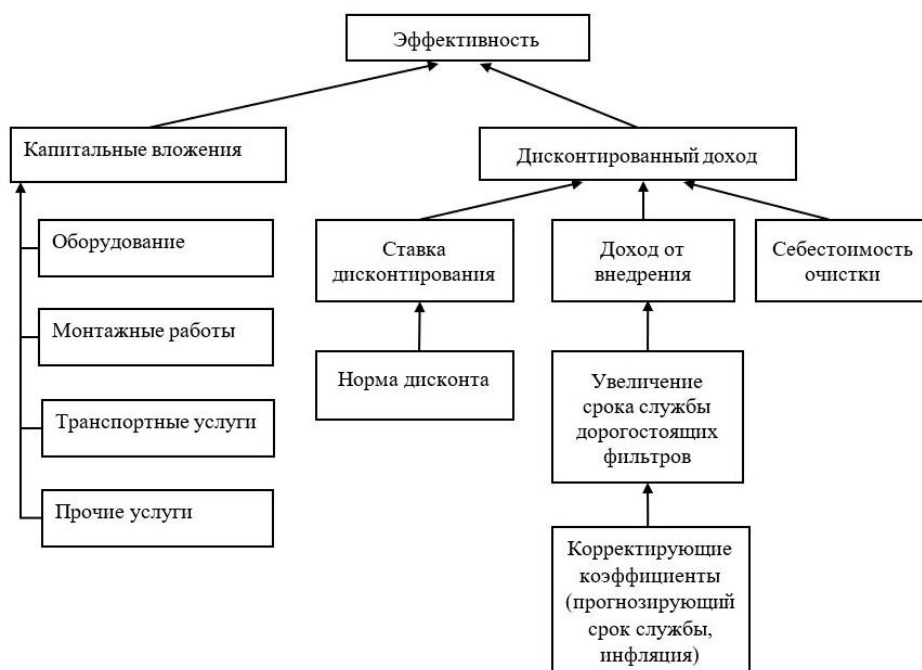 Эффективность
Капитальные вложения
Дисконтированный доход
Оборудование
Монтажные работы
Транспортные услуги
Прочие услуги
Ставка
дисконтирования
Доход от
внедрения
Себестоимость
очистки
Норма дисконта
Увеличение
срока службы
дорогостоящих
фильтров
Корректирующие
коэффициенты
(прогнозирующий
срок службы,
инфляция)